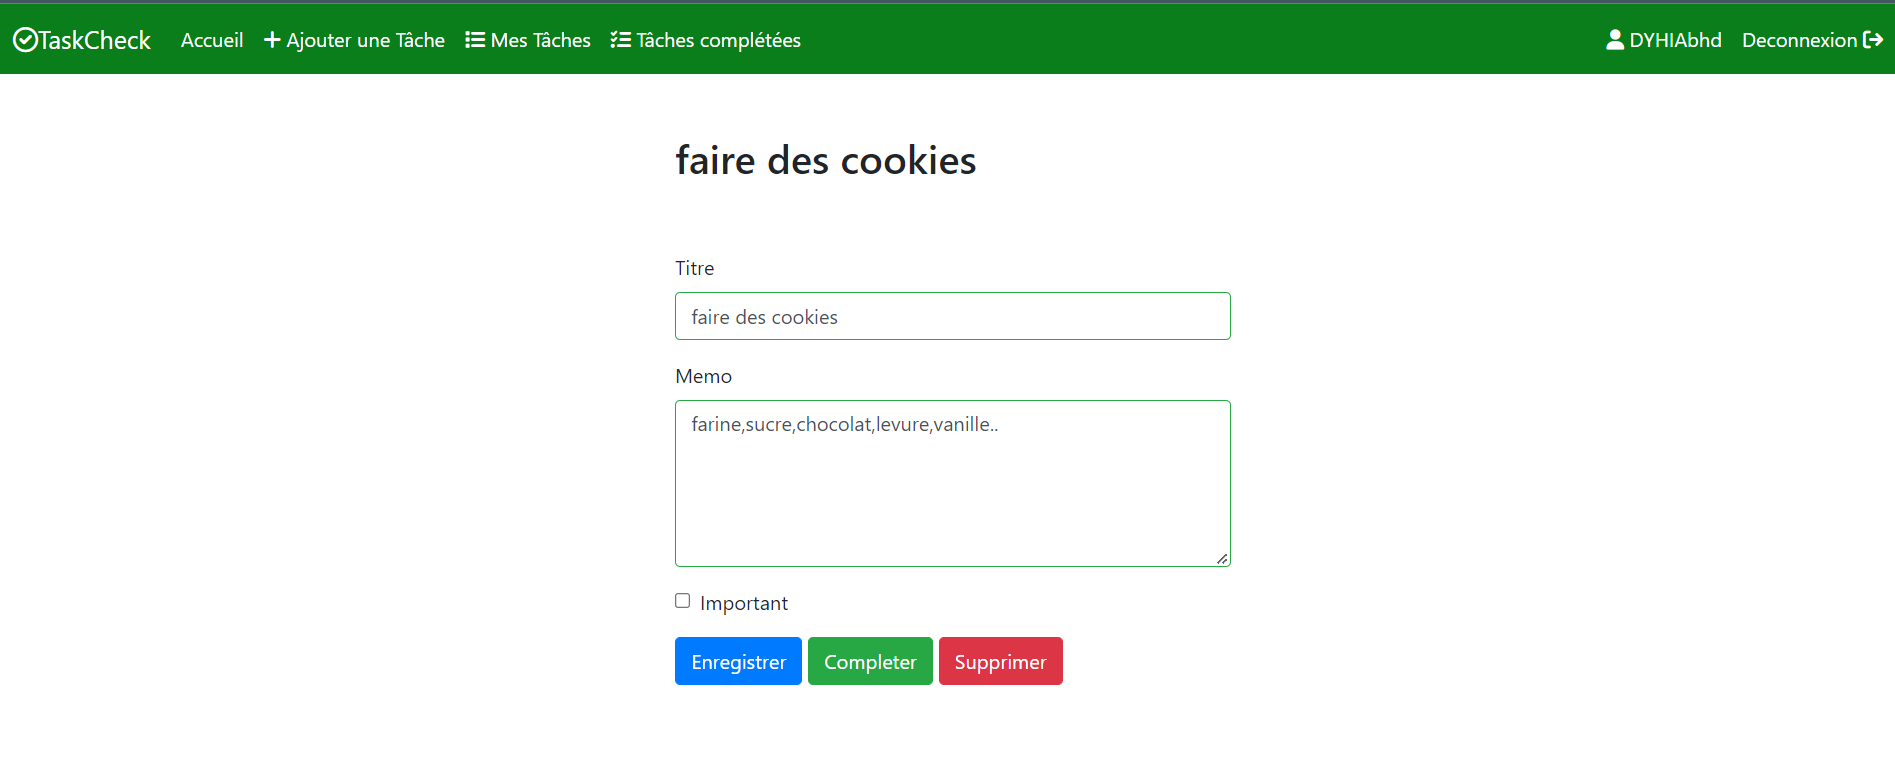 TaskCheck Accueil Ajouter une Tâche Mes Tâches Tâches complétées DYHIAbhd Deconnexion
faire des cookies
Titre
faire des cookies
Memo
farine,sucre,chocolat,levure,vanille..
Important
Enregistrer Completer Supprimer